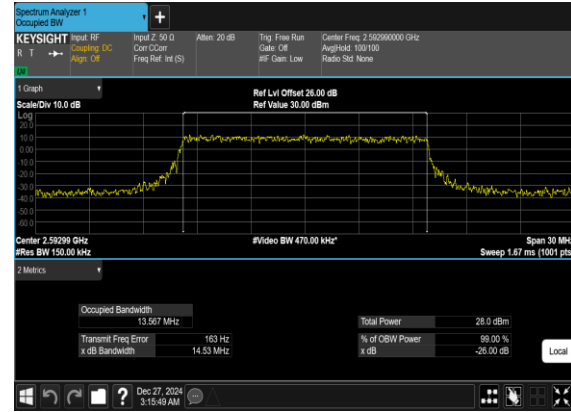 Spectrum Analyzer 1
Occupied BW
+
KEYSIGHT
R T
LU
Input: RF
Coupling: DC
Align: Off
Input Z: 50 Ω
Corr CCorr
Freq Ref: Int (S)
Atten: 20 dB
Trig: Free Run
Gate: Off
#IF Gain: Low
Center Freq: 2.592990000 GHz
Avg|Hold: 100/100
Radio Std: None
1 Graph
Scale/Div 10.0 dB
Ref Lvl Offset 26.00 dB
Ref Value 30.00 dBm
Log
20.0
10.0
0.00
-10.0
-20.0
-30.0
-40.0
-50.0
-60.0
Center 2.59299 GHz
#Res BW 150.00 kHz
#Video BW 470.00 kHz*
Span 30 MHz
Sweep 1.67 ms (1001 pts
2 Metrics
Occupied Bandwidth
13.567 MHz
Transmit Freq Error 163 Hz
x dB Bandwidth 14.53 MHz
Total Power 28.0 dBm
% of OBW Power 99.00 %
x dB -26.00 dB
Local
?
Dec 27, 2024
3:15:49 AM